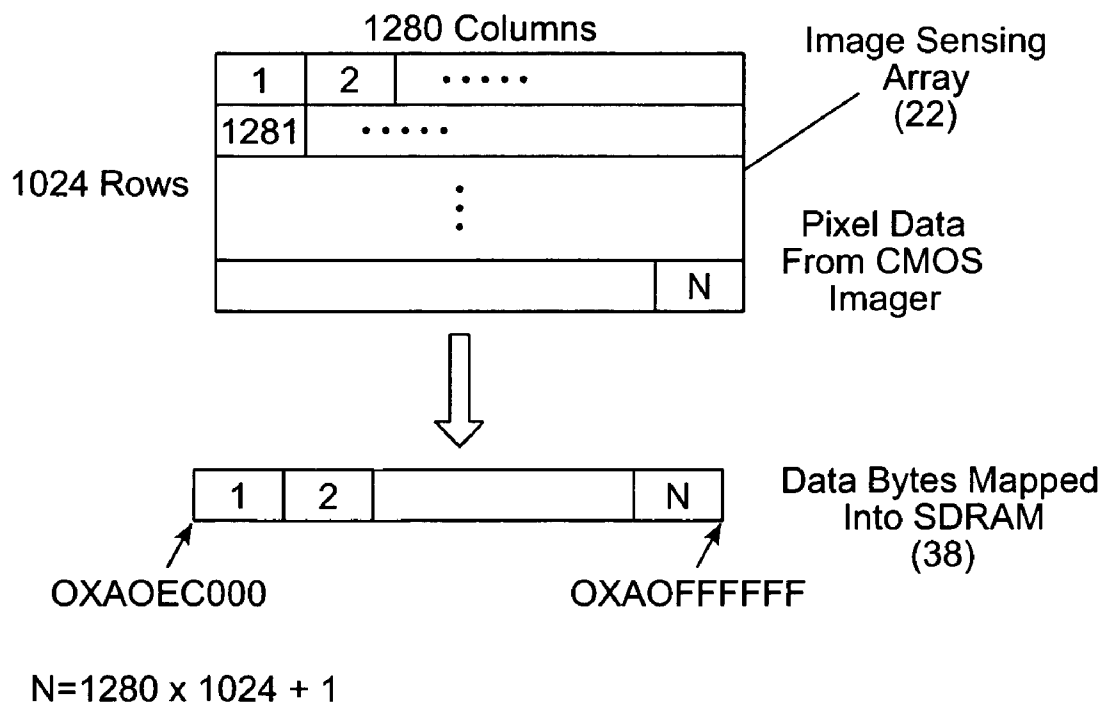 1280 Columns
Image Sensing
Array
(22)
1 2 .....
1281 .....
1024 Rows
Pixel Data
From CMOS
Imager
N
1 2 N
Data Bytes Mapped
Into SDRAM
(38)
OXAOEC000
OXAOFFFFFF
N=1280 x 1024 + 1